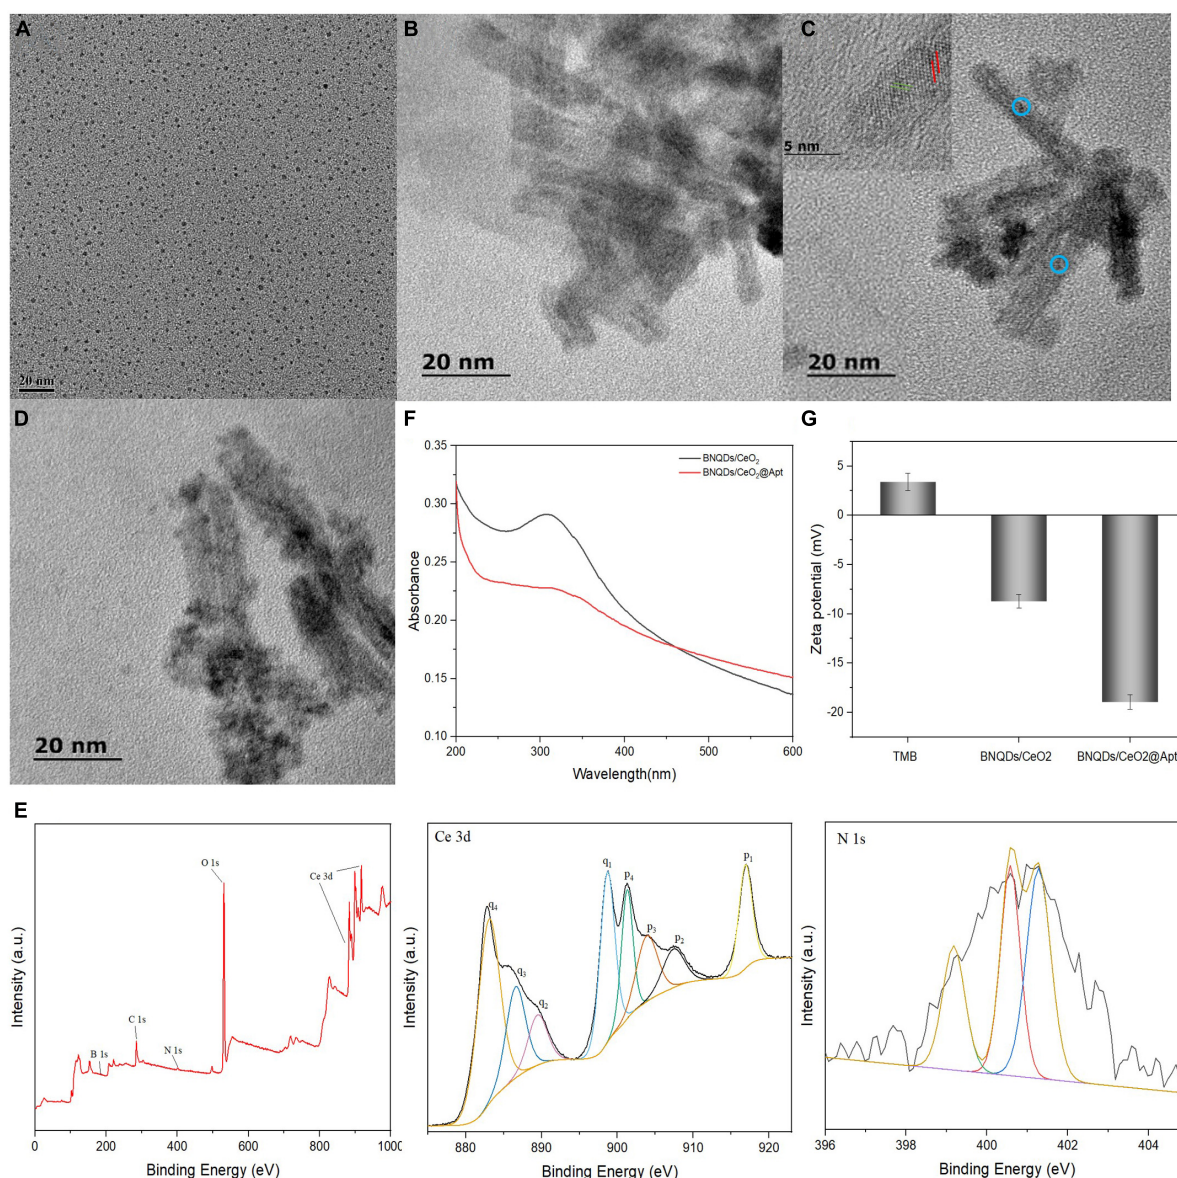 A
20 nm
B
20 nm
C
5 nm
20 nm
D
20 nm
F
0.35
0.30
0.25
0.20
0.15
0.10
Absorbance
BNQDs/CeO₂
BNQDs/CeO₂@Apt
200
300
400
500
600
Wavelength(nm)
G
5
0
-5
-10
-15
-20
Zeta potential (mV)
TMB
BNQDs/CeO2
BNQDs/CeO2@Apt
E
Intensity (a.u.)
B 1s
C 1s
N 1s
O 1s
Ce 3d
0
200
400
600
800
1000
Binding Energy (eV)
Ce 3d
Intensity (a.u.)
q₄
q₃
q₂
q₁
p₄
p₃
p₂
p₁
880
890
900
910
920
Binding Energy (eV)
N 1s
Intensity (a.u.)
396
398
400
402
404
Binding Energy (eV)